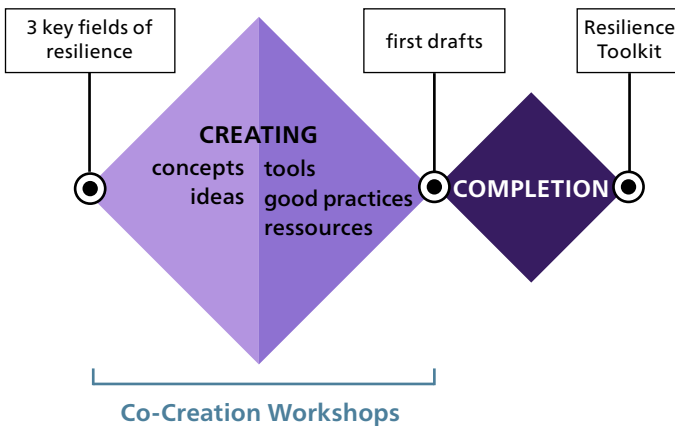 3 key fields of
resilience
first drafts
Resilience
Toolkit
CREATING
concepts
ideas
tools
good practices
ressources
COMPLETION
Co-Creation Workshops